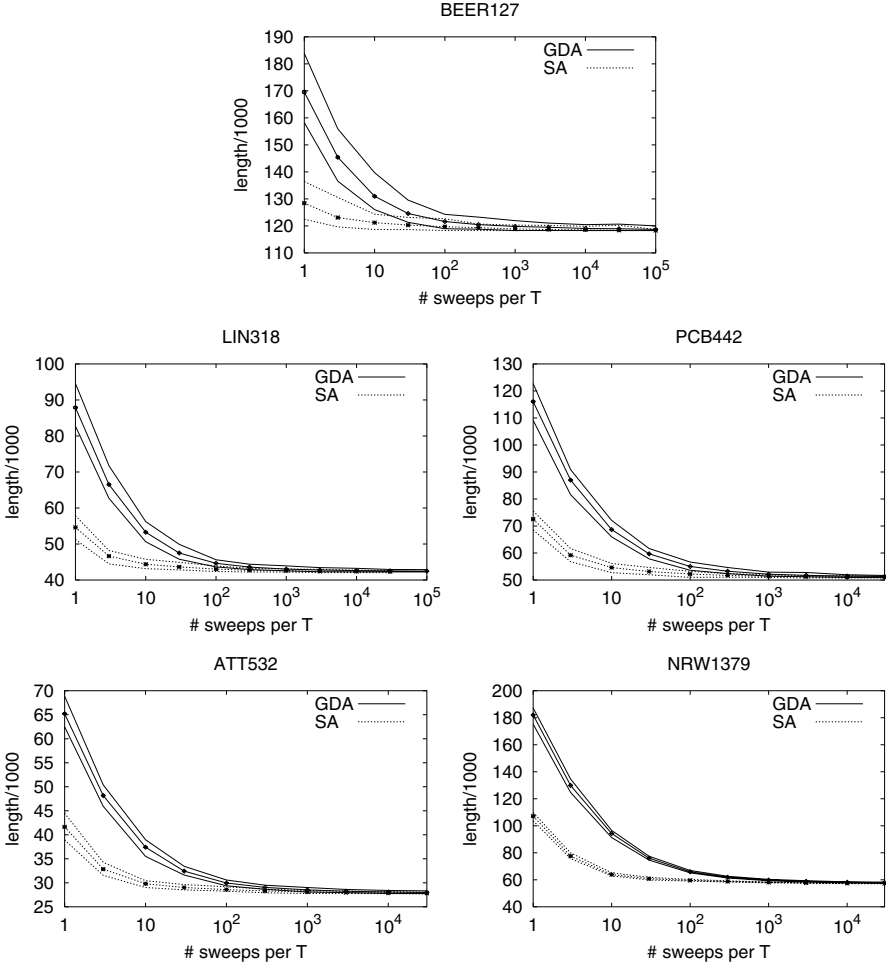 BEER127
length/1000
190
180
170
160
150
140
130
120
110
GDA
SA
1 10 10² 10³ 10⁴ 10⁵
# sweeps per T
LIN318
length/1000
100
90
80
70
60
50
40
GDA
SA
1 10 10² 10³ 10⁴ 10⁵
# sweeps per T
PCB442
length/1000
130
120
110
100
90
80
70
60
50
GDA
SA
1 10 10² 10³ 10⁴
# sweeps per T
ATT532
length/1000
70
65
60
55
50
45
40
35
30
25
GDA
SA
1 10 10² 10³ 10⁴
# sweeps per T
NRW1379
length/1000
200
180
160
140
120
100
80
60
40
GDA
SA
1 10 10² 10³ 10⁴
# sweeps per T